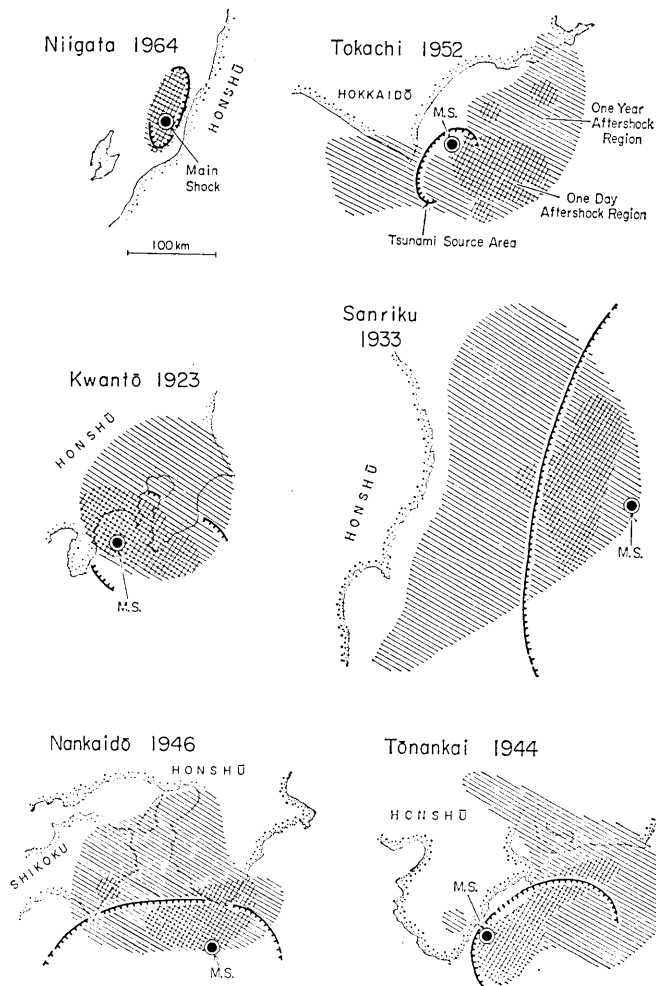 Niigata 1964
HONSHŪ
Main
Shock
100 km
Tokachi 1952
HOKKAIDŌ
M.S.
One Year
Aftershock
Region
One Day
Aftershock Region
Tsunami Source Area
Kwantō 1923
HONSHŪ
M.S.
Sanriku
1933
HONSHŪ
M.S.
Nankaidō 1946
HONSHŪ
SHIKOKU
M.S.
Tōnankai 1944
HONSHŪ
M.S.